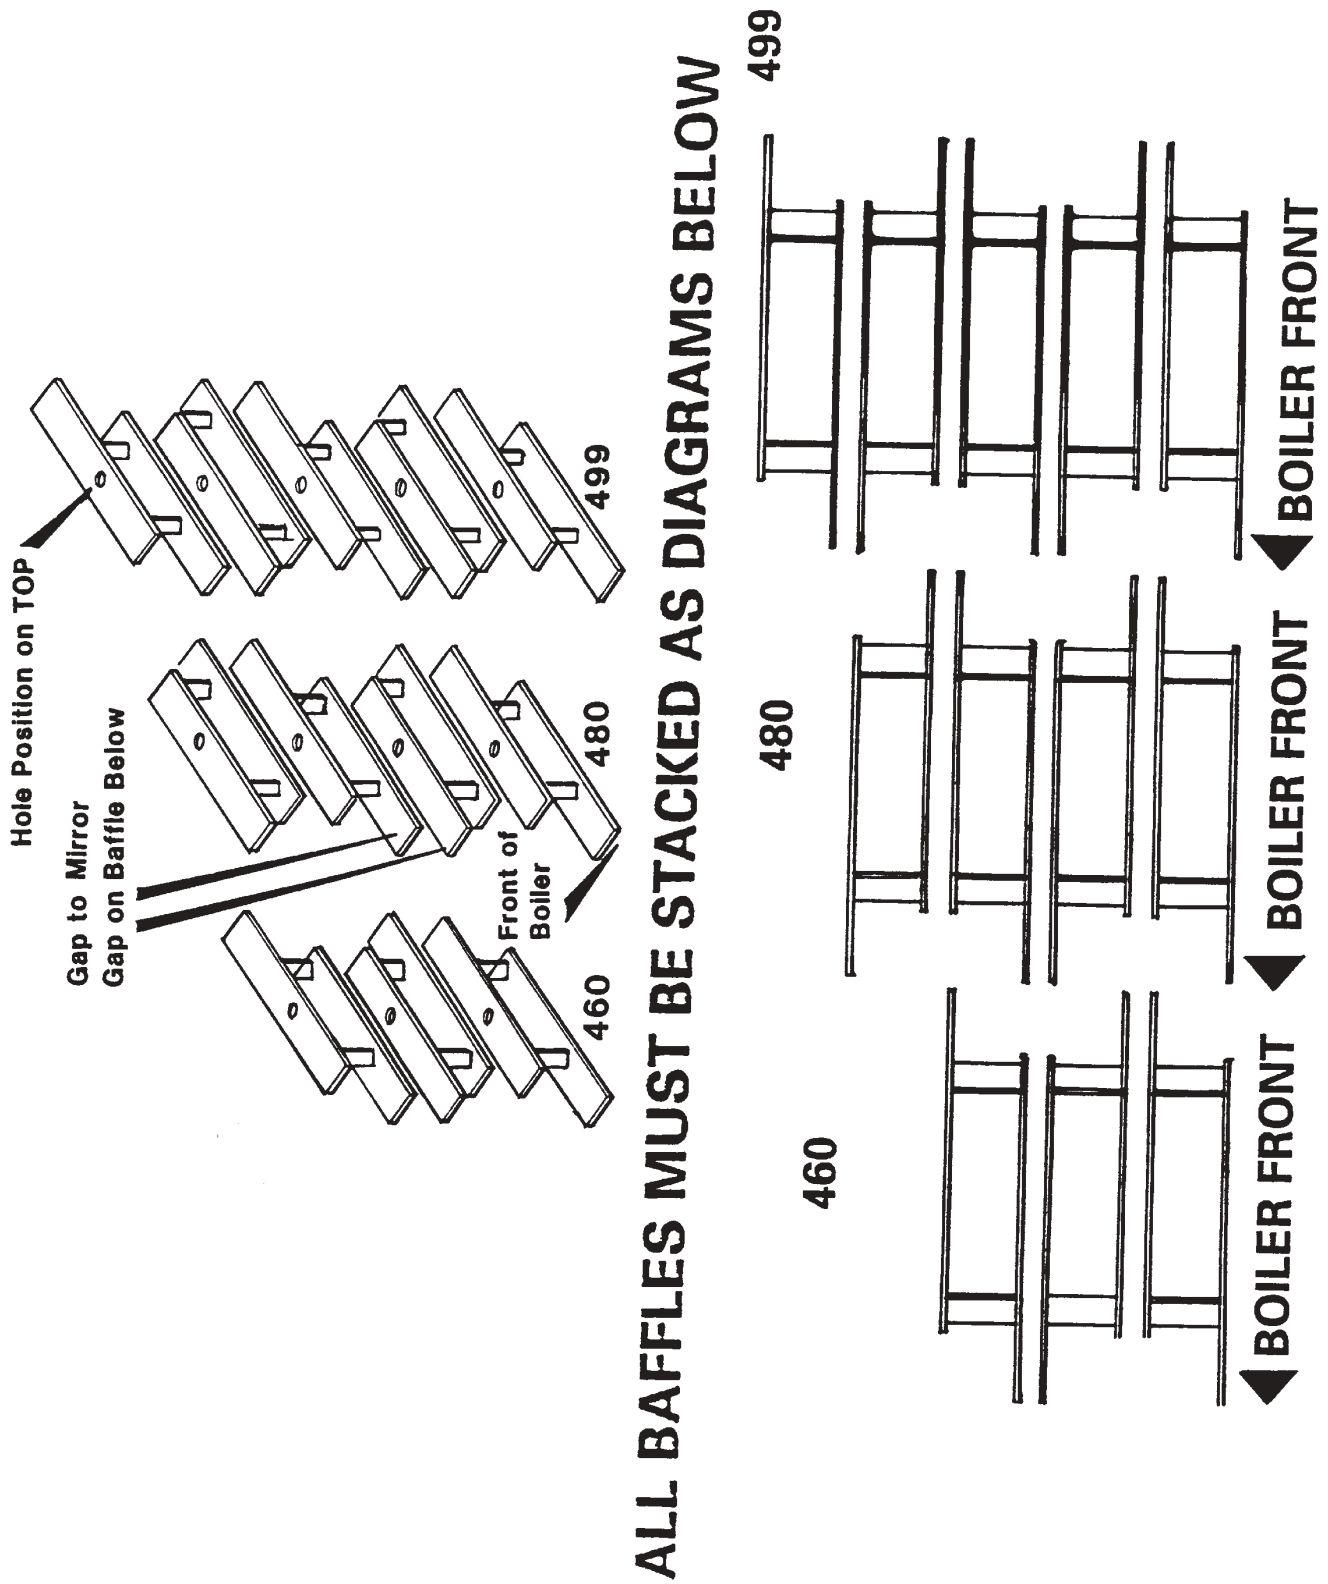 Hole Position on TOP
Gap to Mirror
Gap on Baffle Below
Front of
Boiler
460
480
499
ALL BAFFLES MUST BE STACKED AS DIAGRAMS BELOW
460
480
499
BOILER FRONT
BOILER FRONT
BOILER FRONT